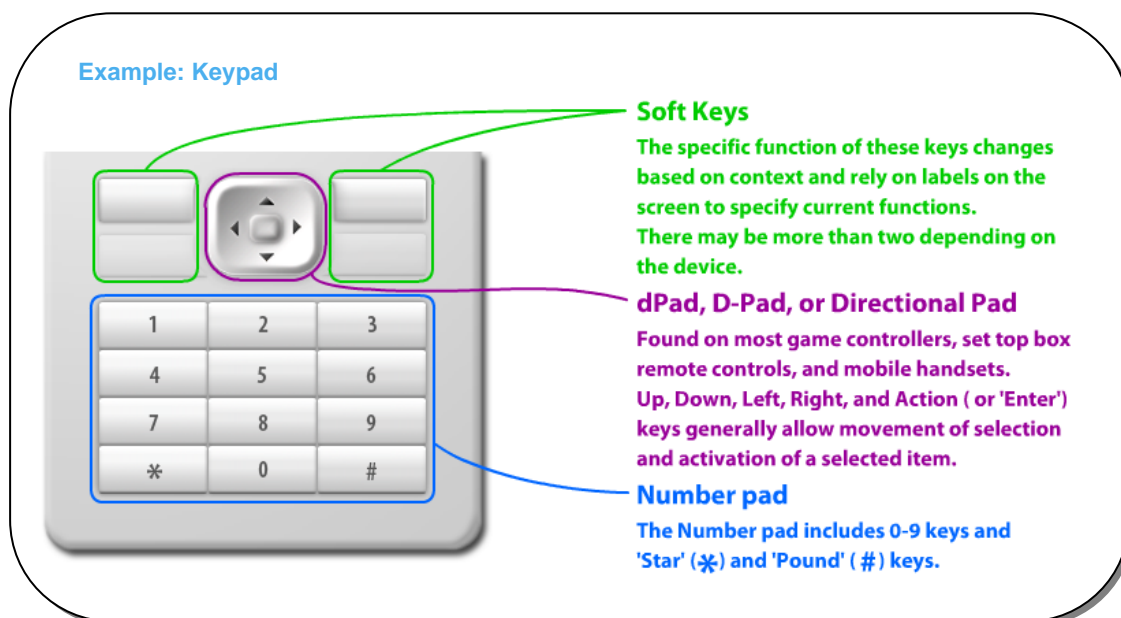 Example: Keypad
Soft Keys
The specific function of these keys changes
based on context and rely on labels on the
screen to specify current functions.
There may be more than two depending on
the device.
dPad, D-Pad, or Directional Pad
Found on most game controllers, set top box
remote controls, and mobile handsets.
Up, Down, Left, Right, and Action ( or 'Enter')
keys generally allow movement of selection
and activation of a selected item.
Number pad
The Number pad includes 0-9 keys and
'Star' (*) and 'Pound' ( # ) keys.
1 2 3
4 5 6
7 8 9
* 0 #